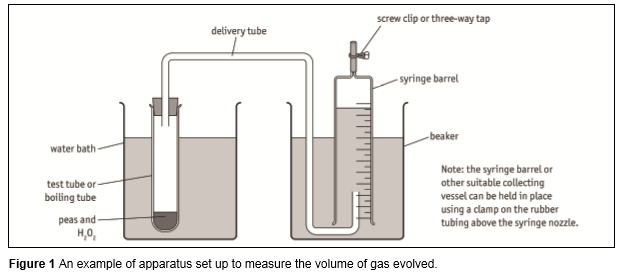 screw clip or three-way tap
delivery tube
syringe barrel
water bath
beaker
test tube or
boiling tube
peas and
H₂O₂
Note: the syringe barrel or
other suitable collecting
vessel can be held in place
using a clamp on the rubber
tubing above the syringe nozzle.
Figure 1 An example of apparatus set up to measure the volume of gas evolved.